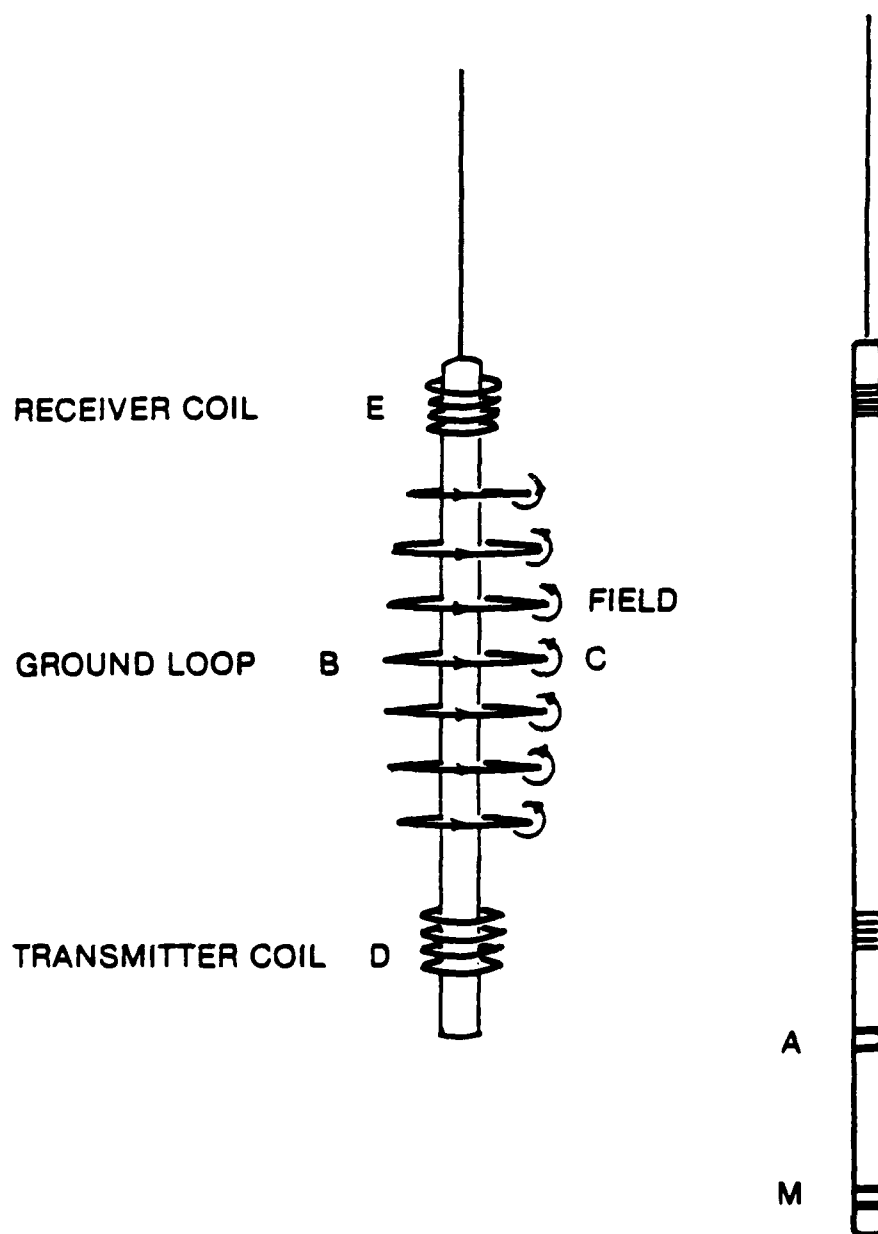 RECEIVER COIL E
FIELD
GROUND LOOP B C
TRANSMITTER COIL D
A
M